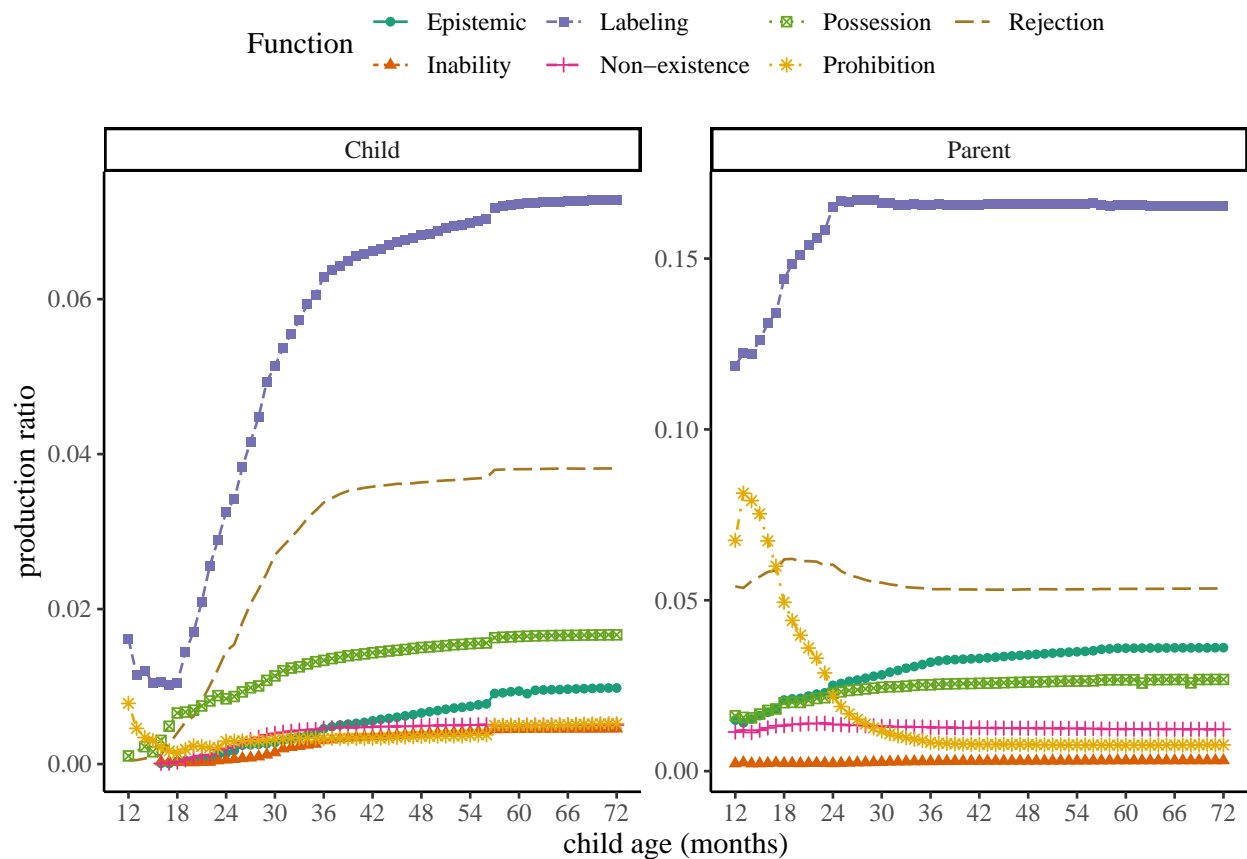 Function
Epistemic Labeling Possession Rejection
Inability Non−existence Prohibition
Child Parent
production ratio
0.06
0.04
0.02
0.00
0.15
0.10
0.05
0.00
12 18 24 30 36 42 48 54 60 66 72 12 18 24 30 36 42 48 54 60 66 72
child age (months)